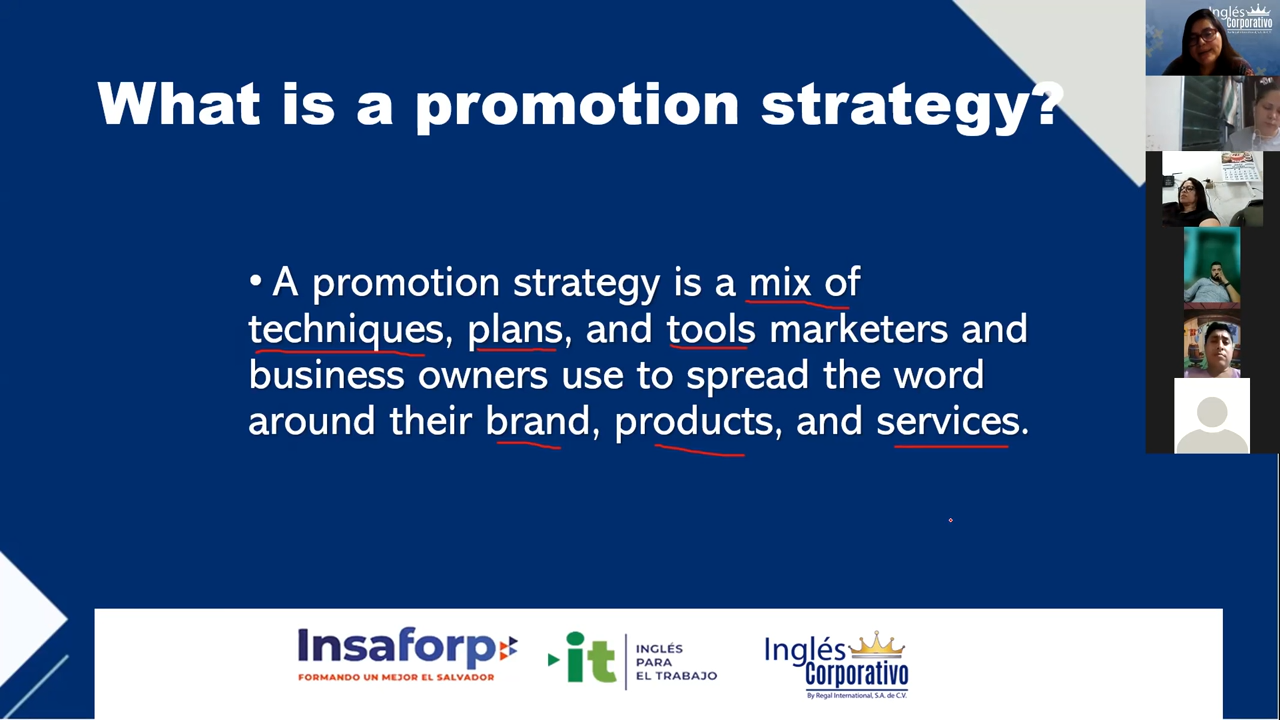 What is a promotion strategy?
• A promotion strategy is a mix of
techniques, plans, and tools marketers and
business owners use to spread the word
around their brand, products, and services.
Insaforp
FORMANDO UN MEJOR EL SALVADOR
it
INGLÉS
PARA
EL TRABAJO
Inglés
Corporativo
By Regal International, S.A. de C.V.
Inglés
Corporativo